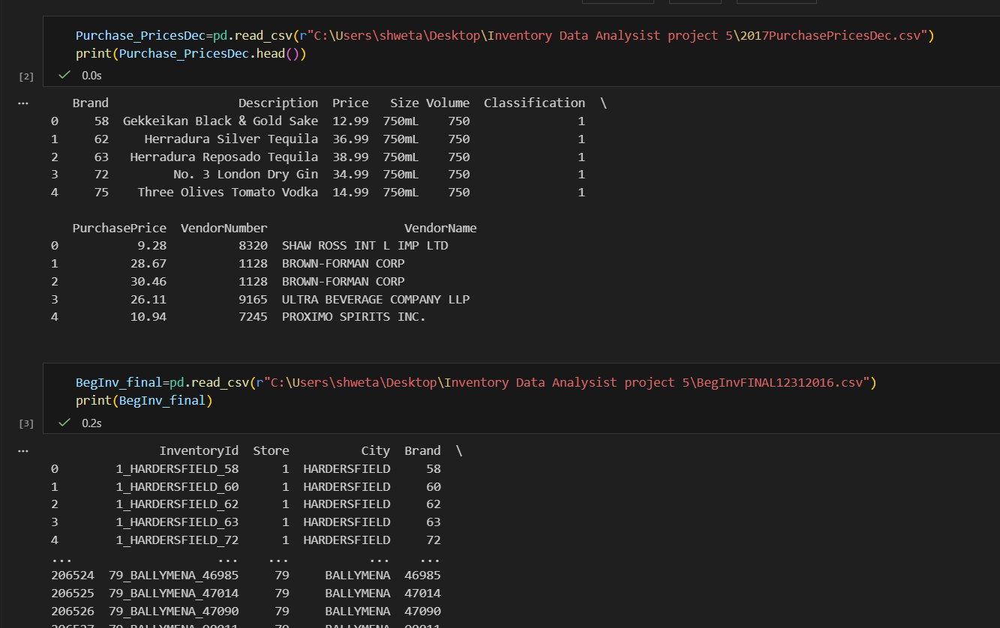 Purchase_PricesDec=pd.read_csv(r"C:\Users\shweta\Desktop\Inventory Data Analysist project 5\2017PurchasePricesDec.csv")
print(Purchase_PricesDec.head())
[2] ✓ 0.0s
... Brand Description Price Size Volume Classification \
0 58 Gekkeikan Black & Gold Sake 12.99 750mL 750 1
1 62 Herradura Silver Tequila 36.99 750mL 750 1
2 63 Herradura Reposado Tequila 38.99 750mL 750 1
3 72 No. 3 London Dry Gin 34.99 750mL 750 1
4 75 Three Olives Tomato Vodka 14.99 750mL 750 1
PurchasePrice VendorNumber VendorName
0 9.28 8320 SHAW ROSS INT L IMP LTD
1 28.67 1128 BROWN-FORMAN CORP
2 30.46 1128 BROWN-FORMAN CORP
3 26.11 9165 ULTRA BEVERAGE COMPANY LLP
4 10.94 7245 PROXIMO SPIRITS INC.
BegInv_final=pd.read_csv(r"C:\Users\shweta\Desktop\Inventory Data Analysist project 5\BegInvFINAL12312016.csv")
print(BegInv_final)
[3] ✓ 0.2s
... InventoryId Store City Brand \
0 1_HARDERSFIELD_58 1 HARDERSFIELD 58
1 1_HARDERSFIELD_60 1 HARDERSFIELD 60
2 1_HARDERSFIELD_62 1 HARDERSFIELD 62
3 1_HARDERSFIELD_63 1 HARDERSFIELD 63
4 1_HARDERSFIELD_72 1 HARDERSFIELD 72
... ... ... ... ...
206524 79_BALLYMENA_46985 79 BALLYMENA 46985
206525 79_BALLYMENA_47014 79 BALLYMENA 47014
206526 79_BALLYMENA_47090 79 BALLYMENA 47090
206527 79_BALLYMENA_90011 79 BALLYMENA 90011